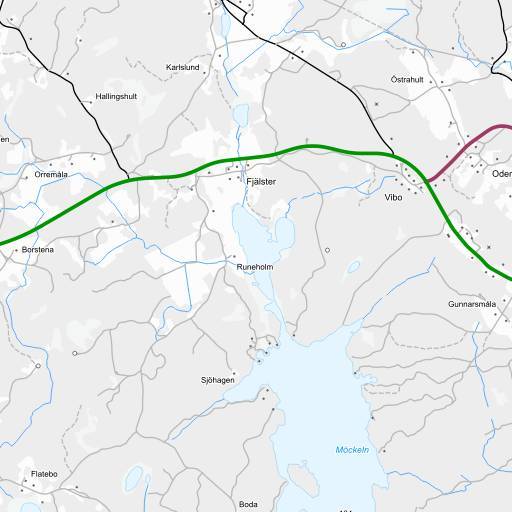 Karlslund
Östrahult
Hallingshult
Orremåla
Fjälster
Vibo
Borstena
Runeholm
Gunnarsmåla
Sjöhagen
Möckeln
Flatebo
Boda